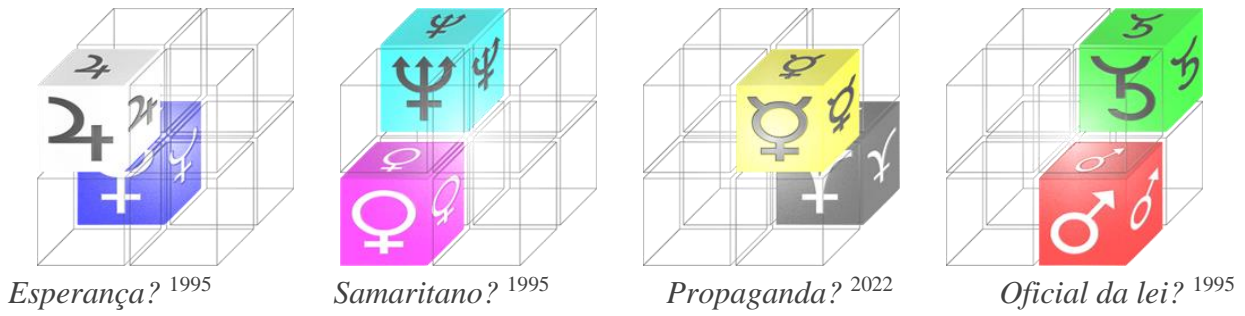 Esperança? 1995
Samaritano? 1995
Propaganda? 2022
Oficial da lei? 1995